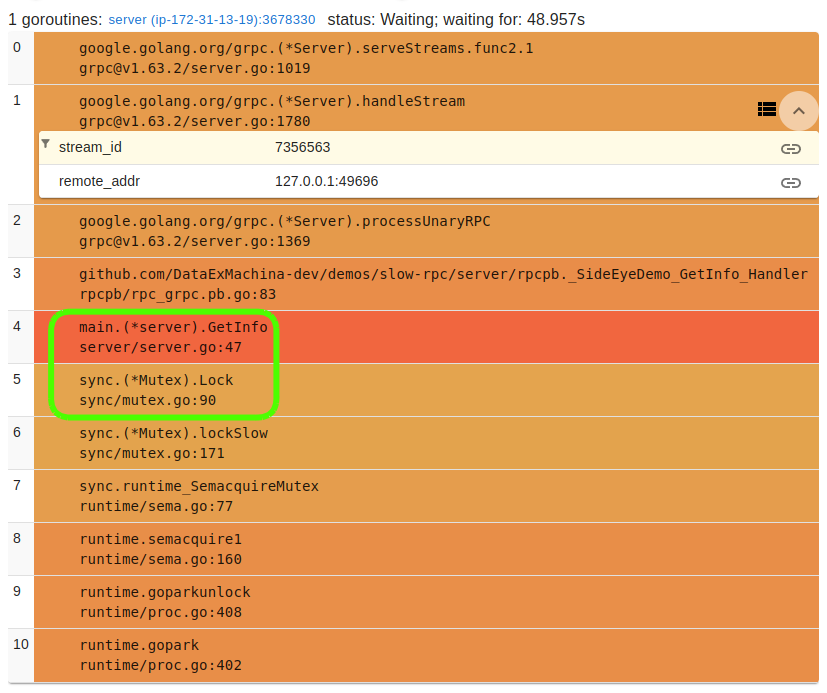 1 goroutines: server (ip-172-31-13-19):3678330 status: Waiting; waiting for: 48.957s
0 google.golang.org/grpc.(*Server).serveStreams.func2.1
grpc@v1.63.2/server.go:1019
1 google.golang.org/grpc.(*Server).handleStream
grpc@v1.63.2/server.go:1780
stream_id 7356563
remote_addr 127.0.0.1:49696
2 google.golang.org/grpc.(*Server).processUnaryRPC
grpc@v1.63.2/server.go:1369
3 github.com/DataExMachina-dev/demos/slow-rpc/server/rpcpb._SideEyeDemo_GetInfo_Handler
rpcpb/rpc_grpc.pb.go:83
4 main.(*server).GetInfo
server/server.go:47
5 sync.(*Mutex).Lock
sync/mutex.go:90
6 sync.(*Mutex).lockSlow
sync/mutex.go:171
7 sync.runtime_SemacquireMutex
runtime/sema.go:77
8 runtime.semacquire1
runtime/sema.go:160
9 runtime.goparkunlock
runtime/proc.go:408
10 runtime.gopark
runtime/proc.go:402